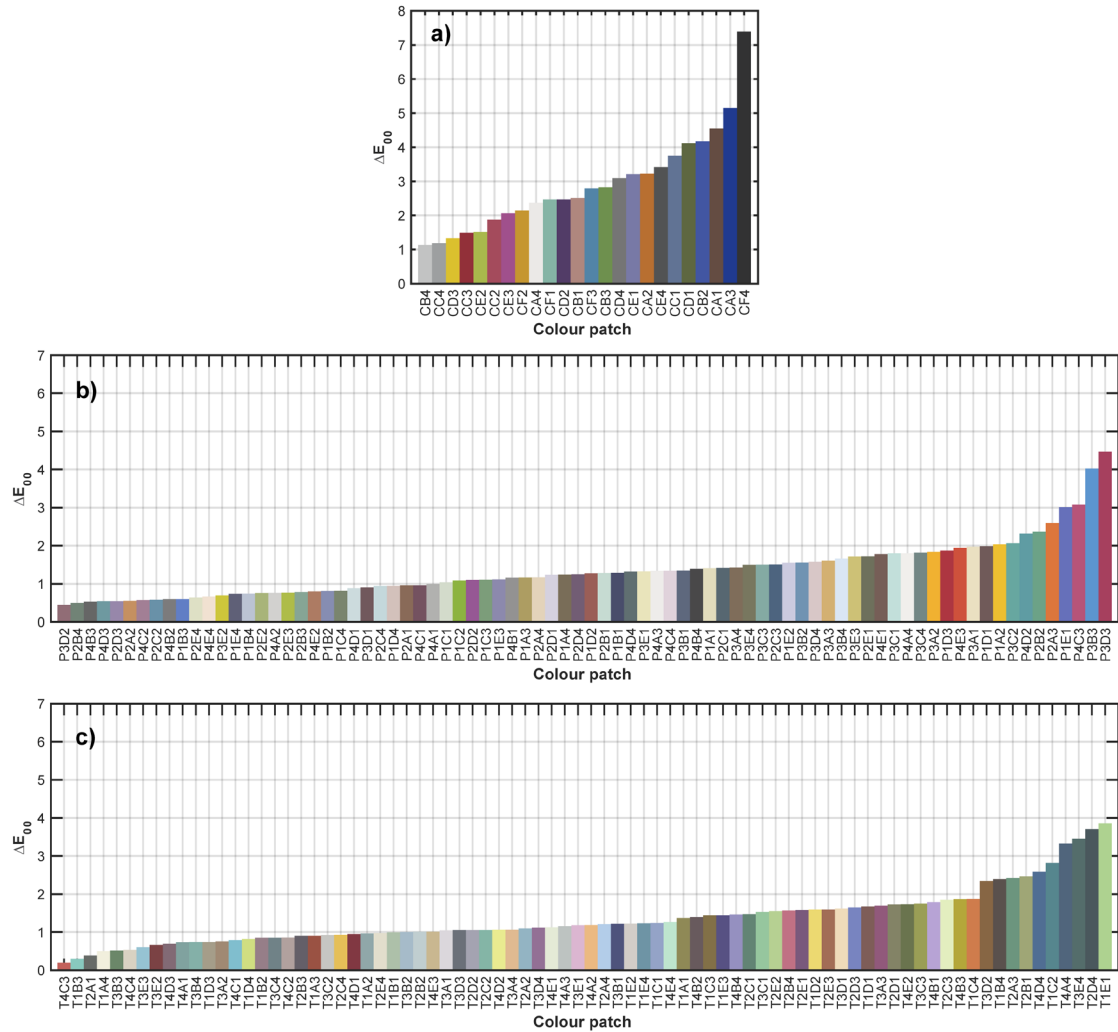 a)
8
7
6
5
4
3
2
1
0
ΔE00
CB4 CC4 CD3 CC3 CE2 CC2 CE3 CF2 CA4 CF1 CD2 CB1 CF3 CB3 CD4 CE1 CA2 CE4 CC1 CD1 CB2 CA1 CA3 CF4
Colour patch
b)
7
6
5
4
3
2
1
0
ΔE00
P3D2 P2B4 P4B3 P4D3 P2D3 P2A2 P4C2 P2C2 P4B2 P1B3 P2E4 P4E4 P3E2 P1E4 P1B4 P2E2 P4A2 P2E3 P4E2 P1B2 P1C4 P4D1 P3D1 P2C4 P1D4 P2A1 P4C1 P4A1 P1C1 P1C2 P2D2 P1C3 P1E3 P4B1 P1A3 P2A4 P2D1 P1A4 P2D4 P1D2 P2B1 P1B1 P4D4 P3E1 P4A3 P4C4 P3B1 P4B4 P1A1 P2C1 P3A4 P3E4 P3C3 P2C3 P1E2 P3B2 P3D4 P3A3 P3B4 P3E3 P2E1 P4E1 P3C1 P4A4 P3C4 P3A2 P1D3 P4E3 P3A1 P1D1 P1A2 P3C2 P4D2 P2B2 P2A3 P1E1 P4C3 P3B3 P3D3
Colour patch
c)
7
6
5
4
3
2
1
0
ΔE00
T4C3 T1B3 T2A1 T1A4 T3B3 T4C4 T3E3 T3E2 T4D3 T4A1 T3B4 T1D3 T3A2 T4C1 T1D4 T1B2 T3C4 T4C2 T2B3 T1A3 T3C2 T2C4 T4D1 T1A2 T2E4 T1B1 T3B2 T2B2 T4E3 T3A1 T3D3 T2D2 T2C2 T4D2 T3A4 T2A2 T3D4 T4E1 T4A3 T3E1 T4A2 T2A4 T3B1 T1E2 T1E4 T1C1 T4E4 T1A1 T4B2 T1C3 T1E3 T4B4 T2C1 T3C1 T2E2 T2B4 T2E1 T1D2 T2E3 T3D1 T2D3 T1D1 T3A3 T2D1 T4E2 T3C3 T4B1 T2C3 T4B3 T1C4 T3D2 T1B4 T2A3 T2B1 T4D4 T1C2 T4A4 T3E4 T2D4 T1E1
Colour patch